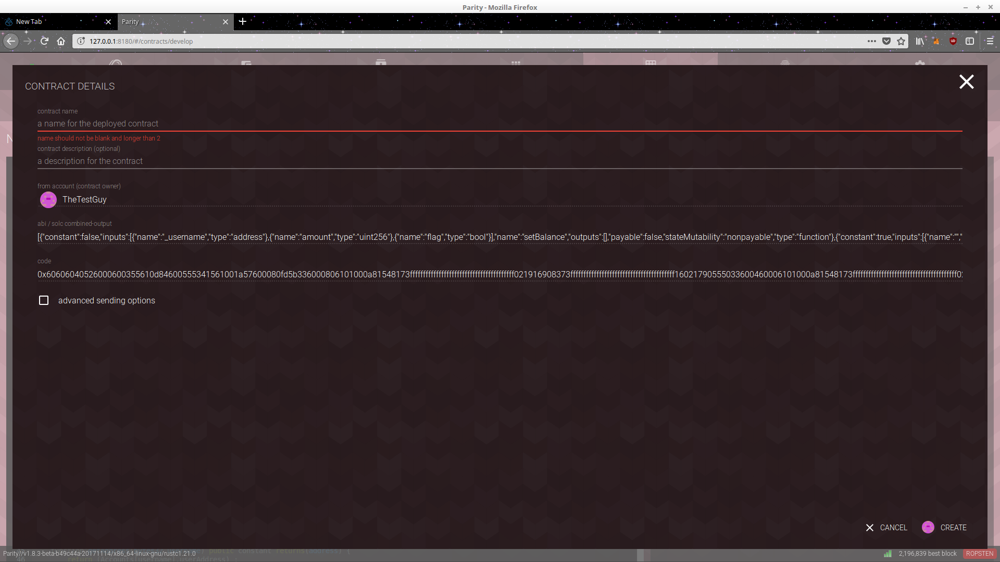 Parity - Mozilla Firefox
New Tab
Parity
127.0.0.1:8180/#/contracts/develop
CONTRACT DETAILS
contract name
a name for the deployed contract
name should not be blank and longer than 2
contract description (optional)
a description for the contract
from account (contract owner)
TheTestGuy
abi / solc combined-output
[{"constant":false,"inputs":[{"name":"_username","type":"address"},{"name":"amount","type":"uint256"},{"name":"flag","type":"bool"}],"name":"setBalance","outputs":[],"payable":false,"stateMutability":"nonpayable","type":"function"},{"constant":true,"inputs":[{"name":"","
code
advanced sending options
CANCEL
CREATE
) public constant returns(address) {
Parity//v1.8.3-beta-b49c44a-20171114/x86_64-linux-gnu/rustc1.21.0
2,196,839 best block
ROPSTEN
46